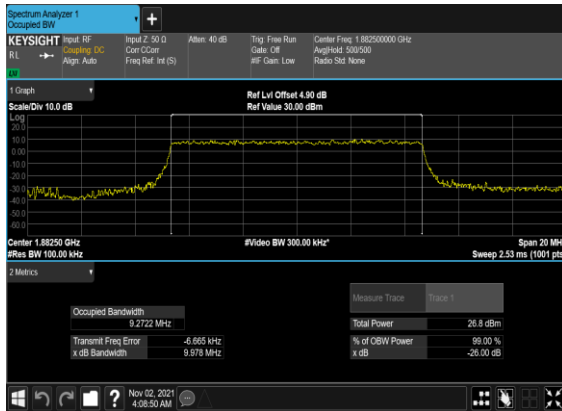 Spectrum Analyzer 1
Occupied BW
+
KEYSIGHT Input: RF Input Z: 50 Ω Atten: 40 dB Trig: Free Run Center Freq: 1.882500000 GHz
RL Coupling: DC Corr CCorr Gate: Off Avg|Hold: 500/500
Align: Auto Freq Ref: Int (S) #IF Gain: Low Radio Std: None
LXI
1 Graph
Ref Lvl Offset 4.90 dB
Scale/Div 10.0 dB Ref Value 30.00 dBm
Log
20.0
10.0
0.00
-10.0
-20.0
-30.0
-40.0
-50.0
-60.0
Center 1.88250 GHz #Video BW 300.00 kHz* Span 20 MH
#Res BW 100.00 kHz Sweep 2.53 ms (1001 pts
2 Metrics
Measure Trace Trace 1
Occupied Bandwidth
9.2722 MHz
Total Power 26.8 dBm
Transmit Freq Error -6.665 kHz % of OBW Power 99.00 %
x dB Bandwidth 9.978 MHz x dB -26.00 dB
? Nov 02, 2021
4:08:50 AM